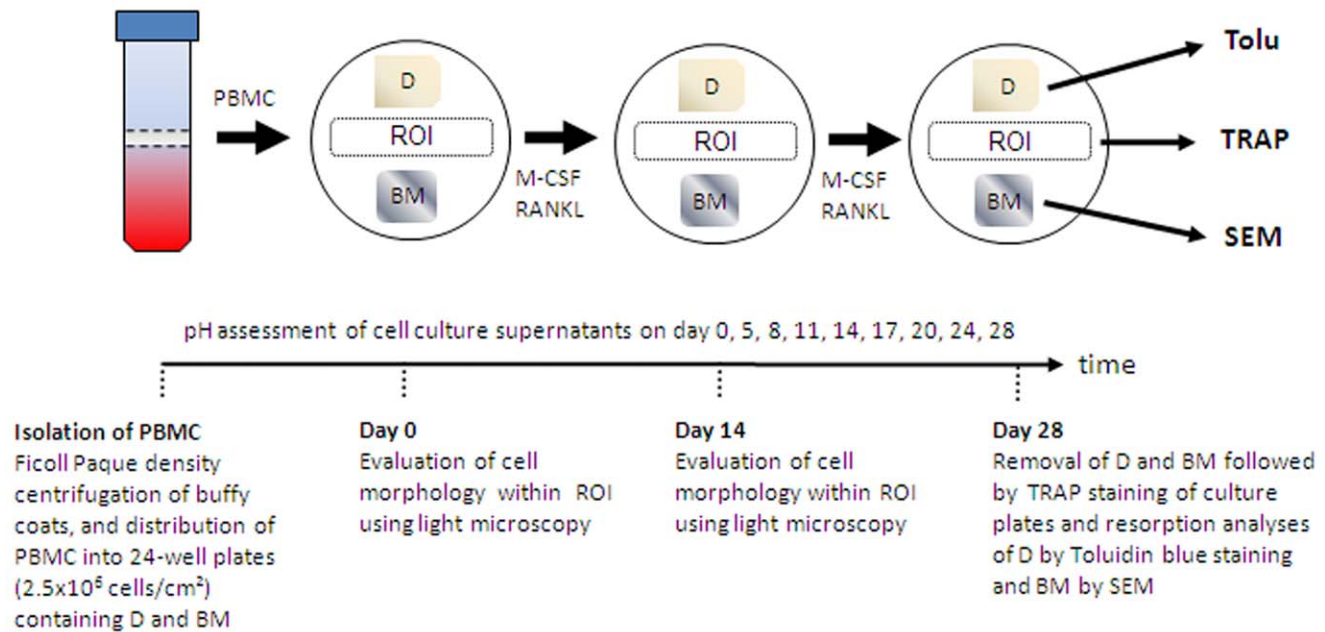 PBMC
D
ROI
BM
M-CSF
RANKL
D
ROI
BM
M-CSF
RANKL
D
ROI
BM
Tolu
TRAP
SEM
pH assessment of cell culture supernatants on day 0, 5, 8, 11, 14, 17, 20, 24, 28
time
Isolation of PBMC
Ficoll Paque density
centrifugation of buffy
coats, and distribution of
PBMC into 24-well plates
(2.5x10⁶ cells/cm²)
containing D and BM
Day 0
Evaluation of cell
morphology within ROI
using light microscopy
Day 14
Evaluation of cell
morphology within ROI
using light microscopy
Day 28
Removal of D and BM followed
by TRAP staining of culture
plates and resorption analyses
of D by Toluidin blue staining
and BM by SEM